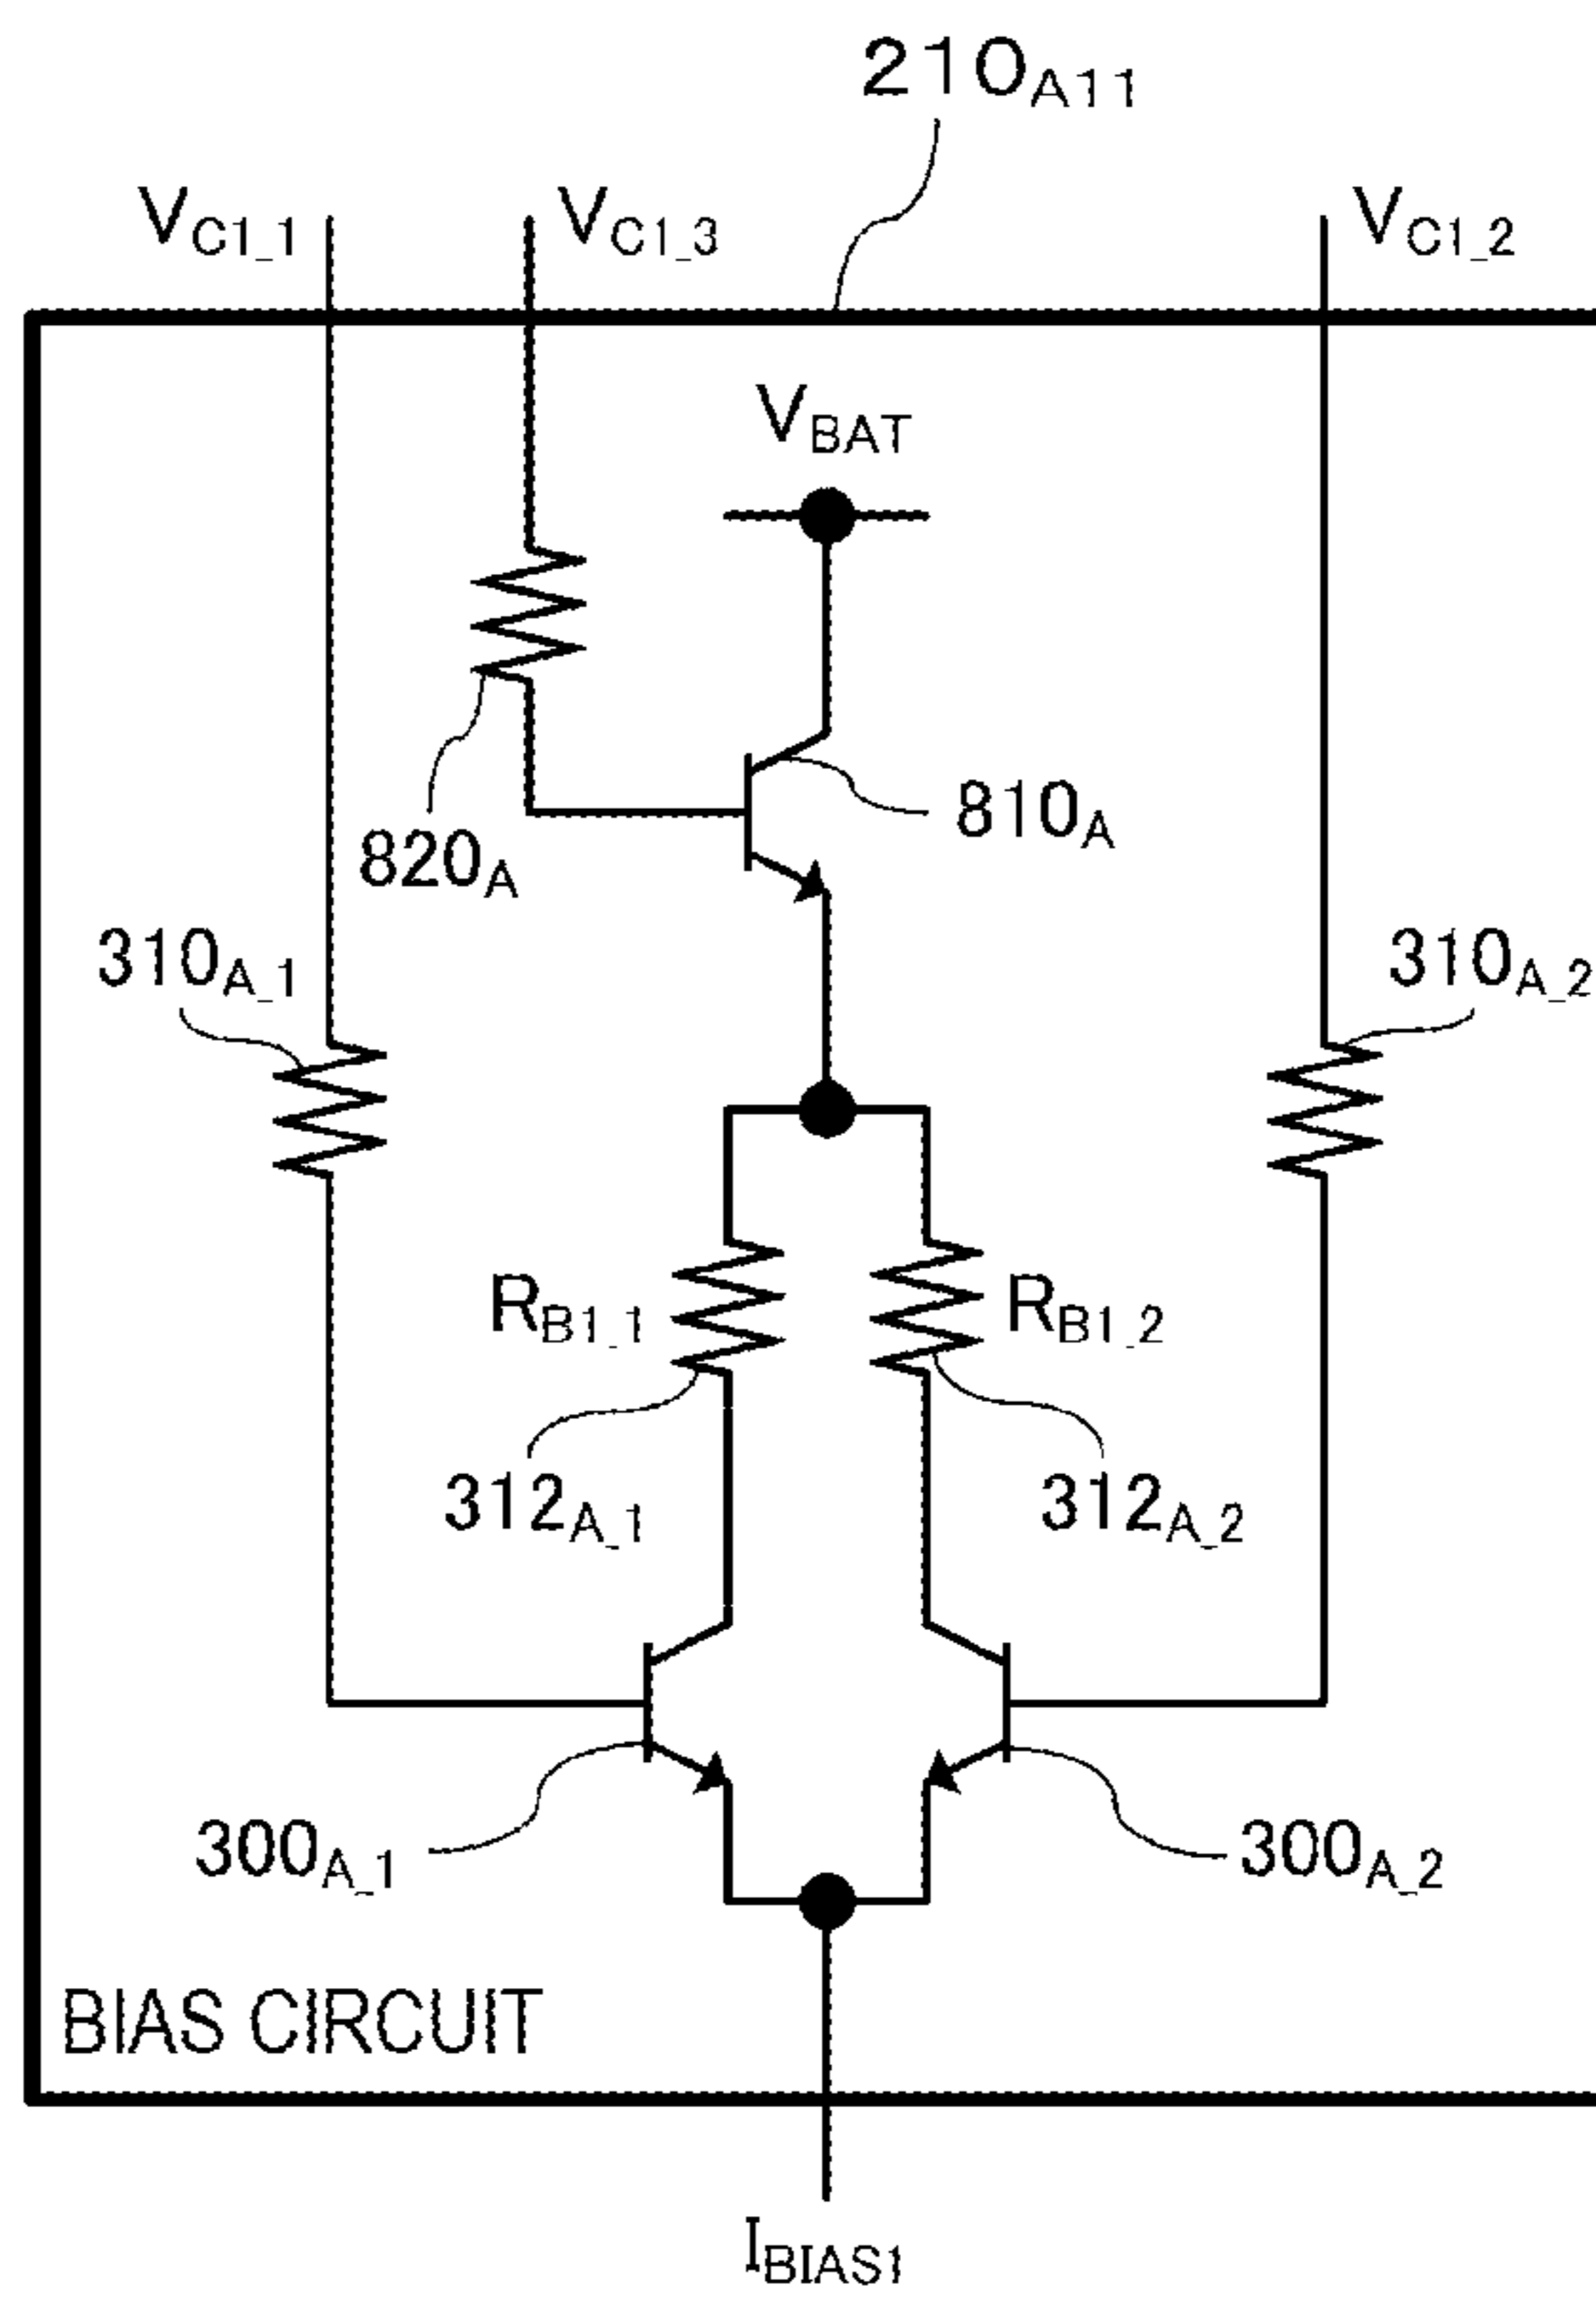 210A11
VC1_1 VC1_3 VC1_2
VBAT
810A
820A
310A_1 310A_2
RB1_1 RB1_2
312A_1 312A_2
300A_1 300A_2
BIAS CIRCUIT
IBIAS1